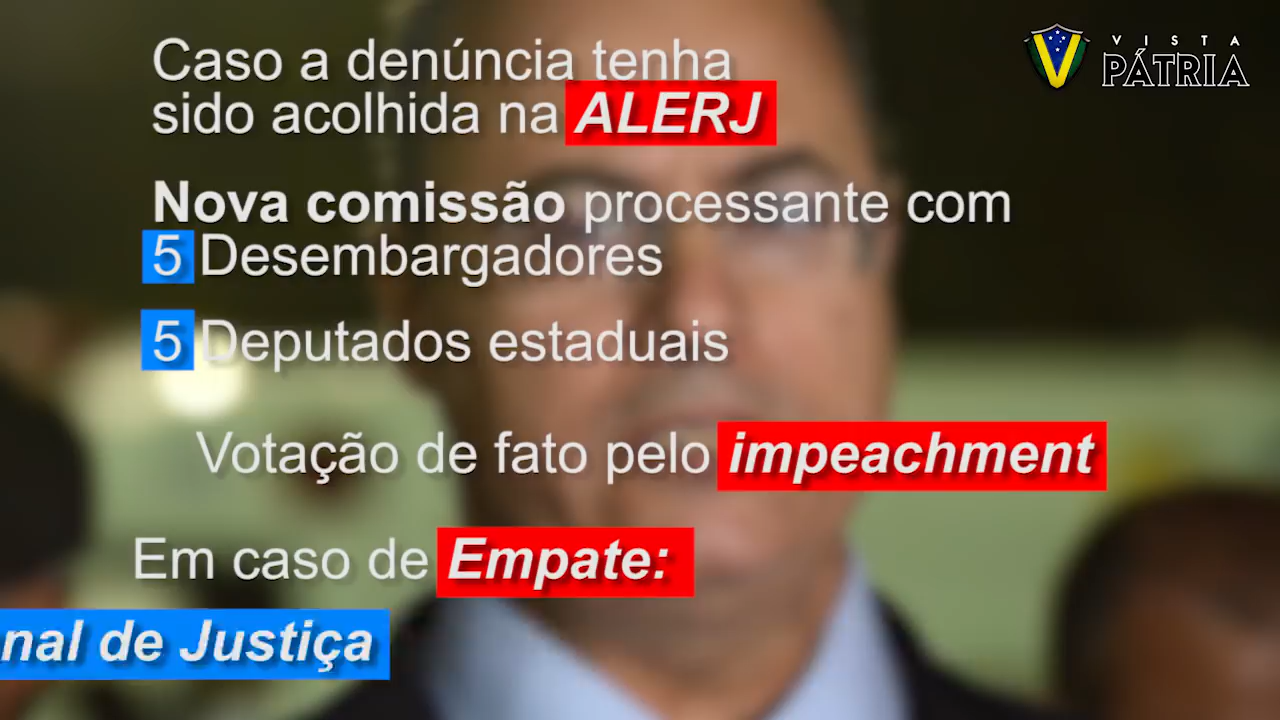 VISTA
PÁTRIA
Caso a denúncia tenha
sido acolhida na ALERJ
Nova comissão processante com
5 Desembargadores
5 Deputados estaduais
Votação de fato pelo impeachment
Em caso de Empate:
nal de Justiça